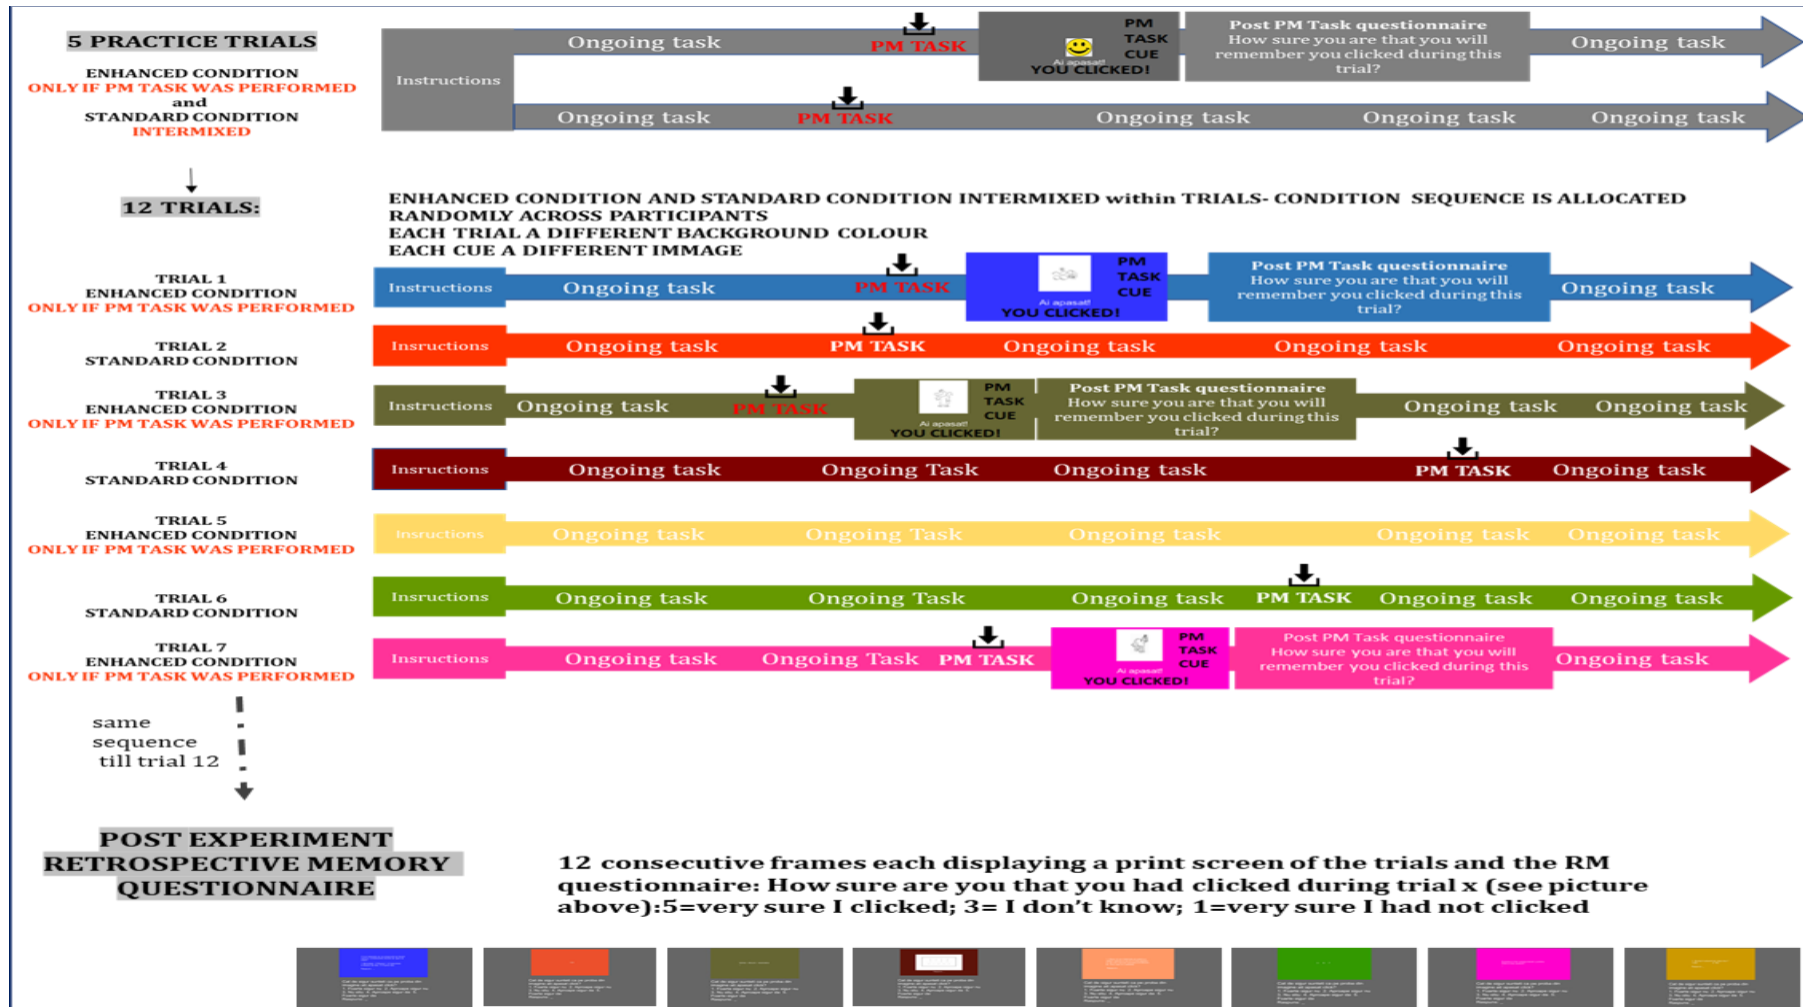 5 PRACTICE TRIALS
ENHANCED CONDITION
ONLY IF PM TASK WAS PERFORMED
and
STANDARD CONDITION
INTERMIXED
Instructions
Ongoing task
PM TASK
Ai apasat!
YOU CLICKED!
PM
TASK
CUE
Post PM Task questionnaire
How sure you are that you will
remember you clicked during this
trial?
Ongoing task
Ongoing task
PM TASK
Ongoing task
Ongoing task
Ongoing task
12 TRIALS:
ENHANCED CONDITION AND STANDARD CONDITION INTERMIXED within TRIALS- CONDITION SEQUENCE IS ALLOCATED
RANDOMLY ACROSS PARTICIPANTS
EACH TRIAL A DIFFERENT BACKGROUND COLOUR
EACH CUE A DIFFERENT IMMAGE
TRIAL 1
ENHANCED CONDITION
ONLY IF PM TASK WAS PERFORMED
Instructions
Ongoing task
PM TASK
Ai apasat!
YOU CLICKED!
PM
TASK
CUE
Post PM Task questionnaire
How sure you are that you will
remember you clicked during this
trial?
Ongoing task
TRIAL 2
STANDARD CONDITION
Insructions
Ongoing task
PM TASK
Ongoing task
Ongoing task
Ongoing task
TRIAL 3
ENHANCED CONDITION
ONLY IF PM TASK WAS PERFORMED
Instructions
Ongoing task
PM TASK
Ai apasat!
YOU CLICKED!
PM
TASK
CUE
Post PM Task questionnaire
How sure you are that you will
remember you clicked during this
trial?
Ongoing task
Ongoing task
TRIAL 4
STANDARD CONDITION
Insructions
Ongoing task
Ongoing Task
Ongoing task
PM TASK
Ongoing task
TRIAL 5
ENHANCED CONDITION
ONLY IF PM TASK WAS PERFORMED
Insructions
Ongoing task
Ongoing Task
Ongoing task
Ongoing task
Ongoing task
TRIAL 6
STANDARD CONDITION
Insructions
Ongoing task
Ongoing Task
Ongoing task
PM TASK
Ongoing task
Ongoing task
TRIAL 7
ENHANCED CONDITION
ONLY IF PM TASK WAS PERFORMED
Insructions
Ongoing task
Ongoing Task
PM TASK
Ai apasat!
YOU CLICKED!
PM
TASK
CUE
Post PM Task questionnaire
How sure you are that you will
remember you clicked during this
trial?
Ongoing task
same
sequence
till trial 12
POST EXPERIMENT
RETROSPECTIVE MEMORY
QUESTIONNAIRE
12 consecutive frames each displaying a print screen of the trials and the RM
questionnaire: How sure are you that you had clicked during trial x (see picture
above):5=very sure I clicked; 3= I don't know; 1=very sure I had not clicked